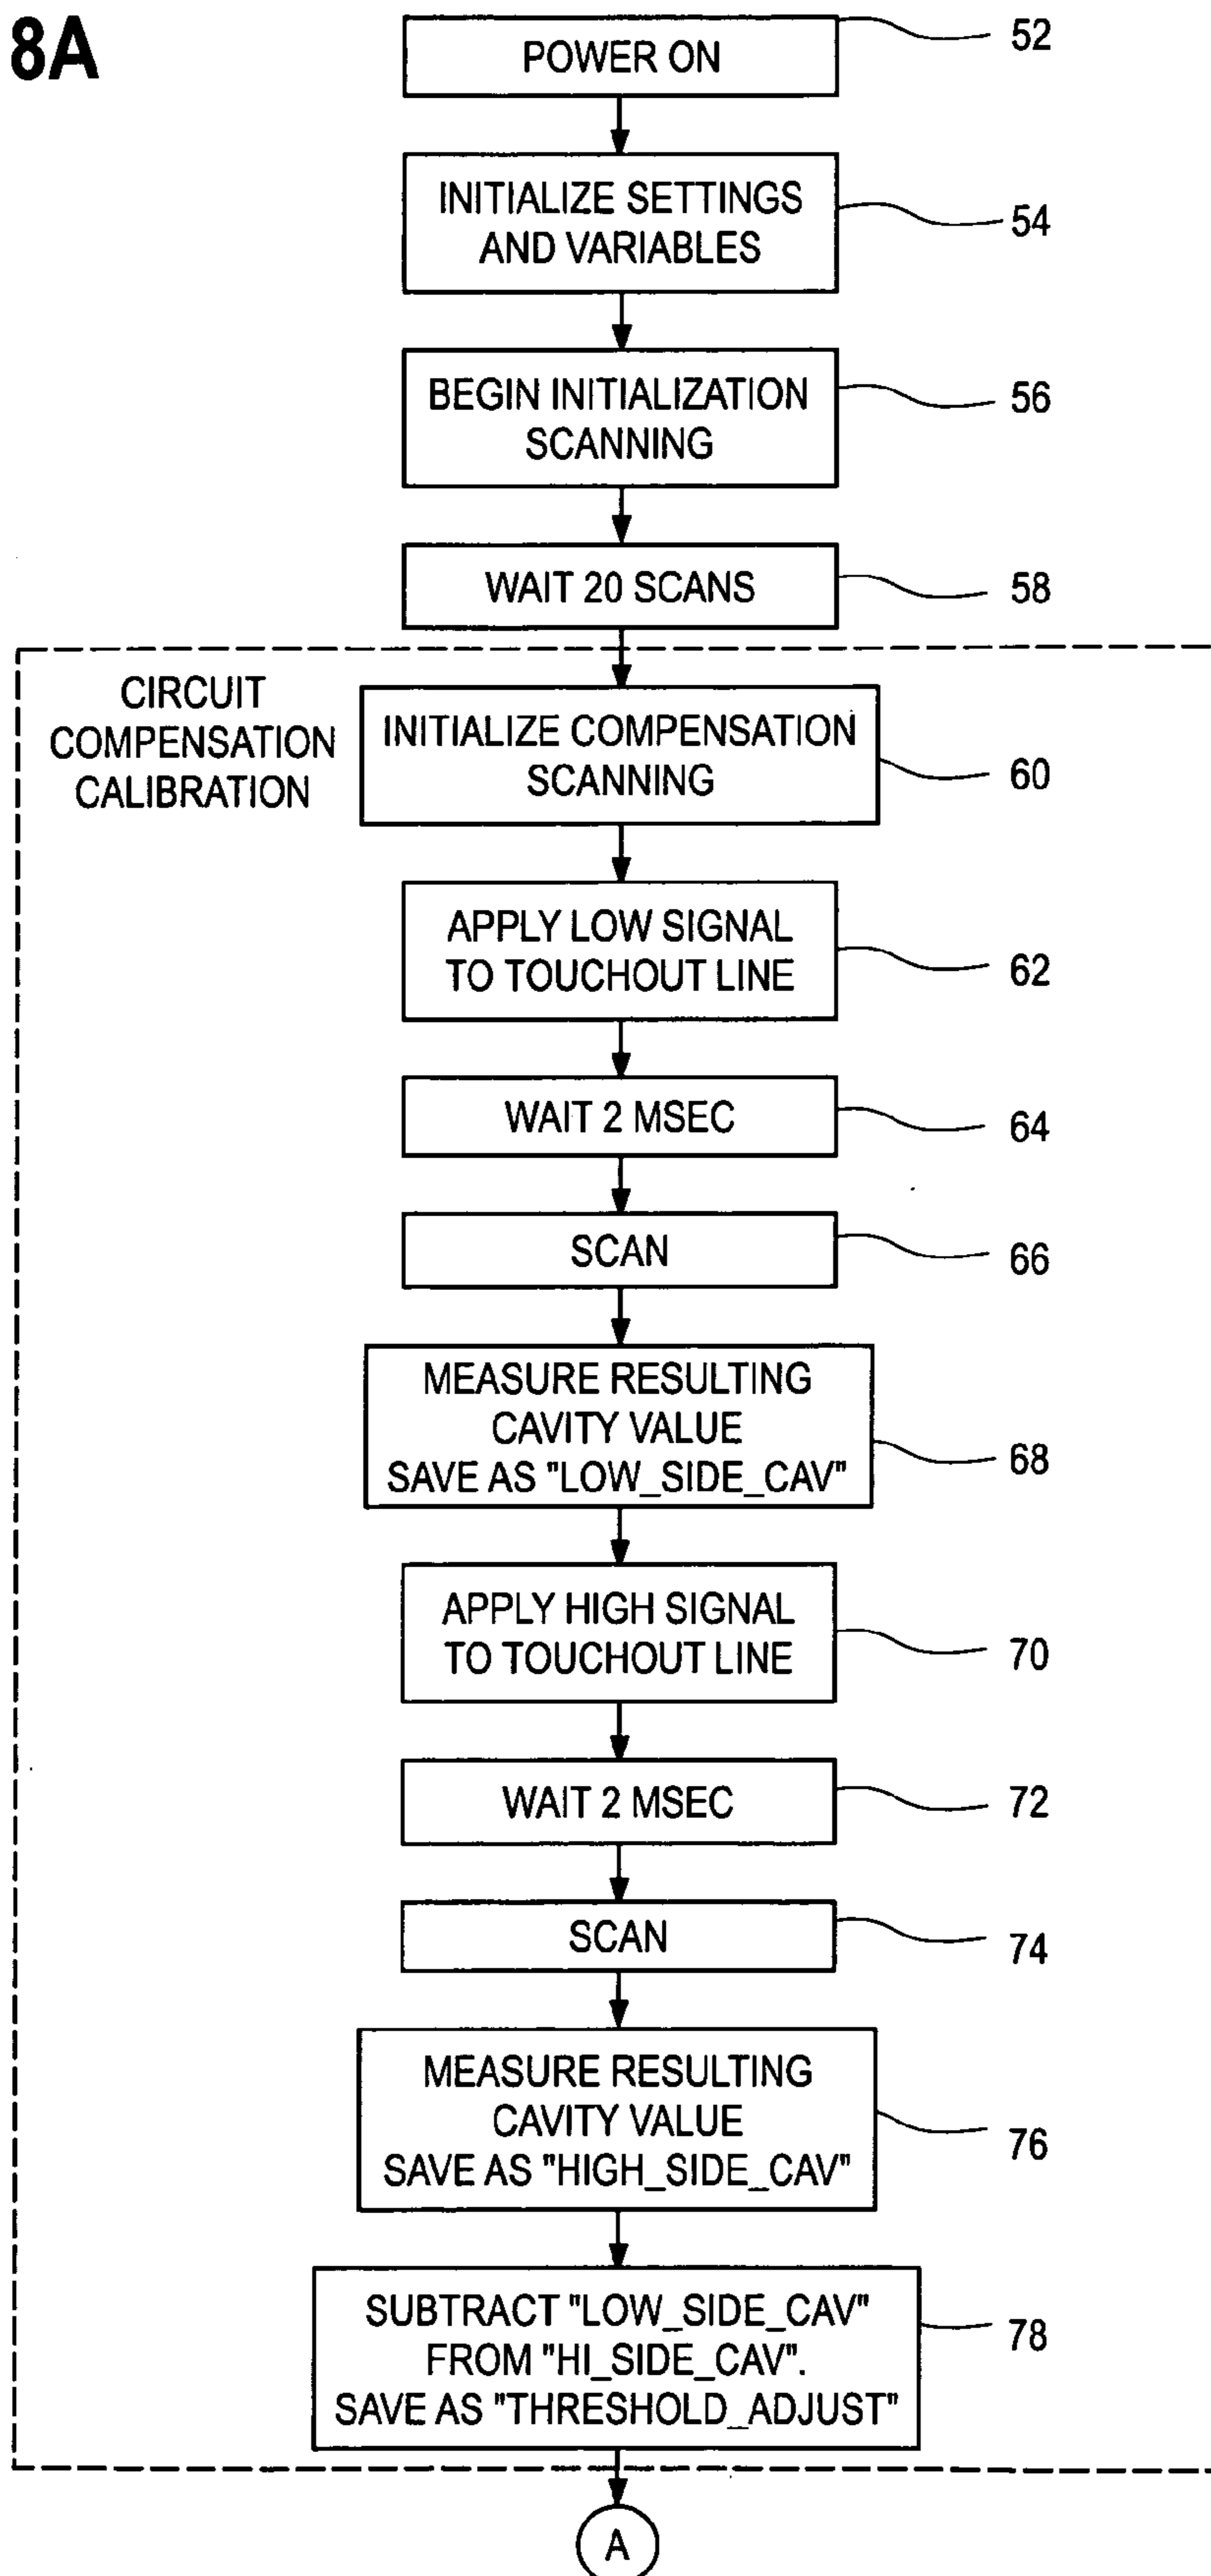 8A
POWER ON
52
INITIALIZE SETTINGS
AND VARIABLES
54
BEGIN INITIALIZATION
SCANNING
56
WAIT 20 SCANS
58
CIRCUIT
COMPENSATION
CALIBRATION
INITIALIZE COMPENSATION
SCANNING
60
APPLY LOW SIGNAL
TO TOUCHOUT LINE
62
WAIT 2 MSEC
64
SCAN
66
MEASURE RESULTING
CAVITY VALUE
SAVE AS "LOW_SIDE_CAV"
68
APPLY HIGH SIGNAL
TO TOUCHOUT LINE
70
WAIT 2 MSEC
72
SCAN
74
MEASURE RESULTING
CAVITY VALUE
SAVE AS "HIGH_SIDE_CAV"
76
SUBTRACT "LOW_SIDE_CAV"
FROM "HI_SIDE_CAV".
SAVE AS "THRESHOLD_ADJUST"
78
A